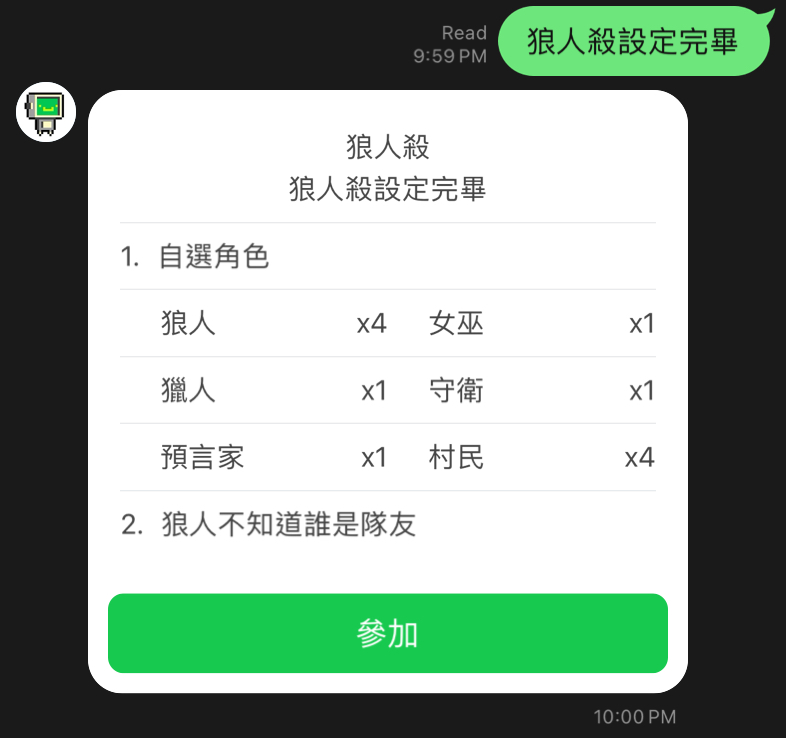 狼人殺設定完畢
Read
9:59 PM
狼人殺
狼人殺設定完畢
1. 自選角色
狼人 x4 女巫 x1
獵人 x1 守衛 x1
預言家 x1 村民 x4
2. 狼人不知道誰是隊友
參加
10:00 PM